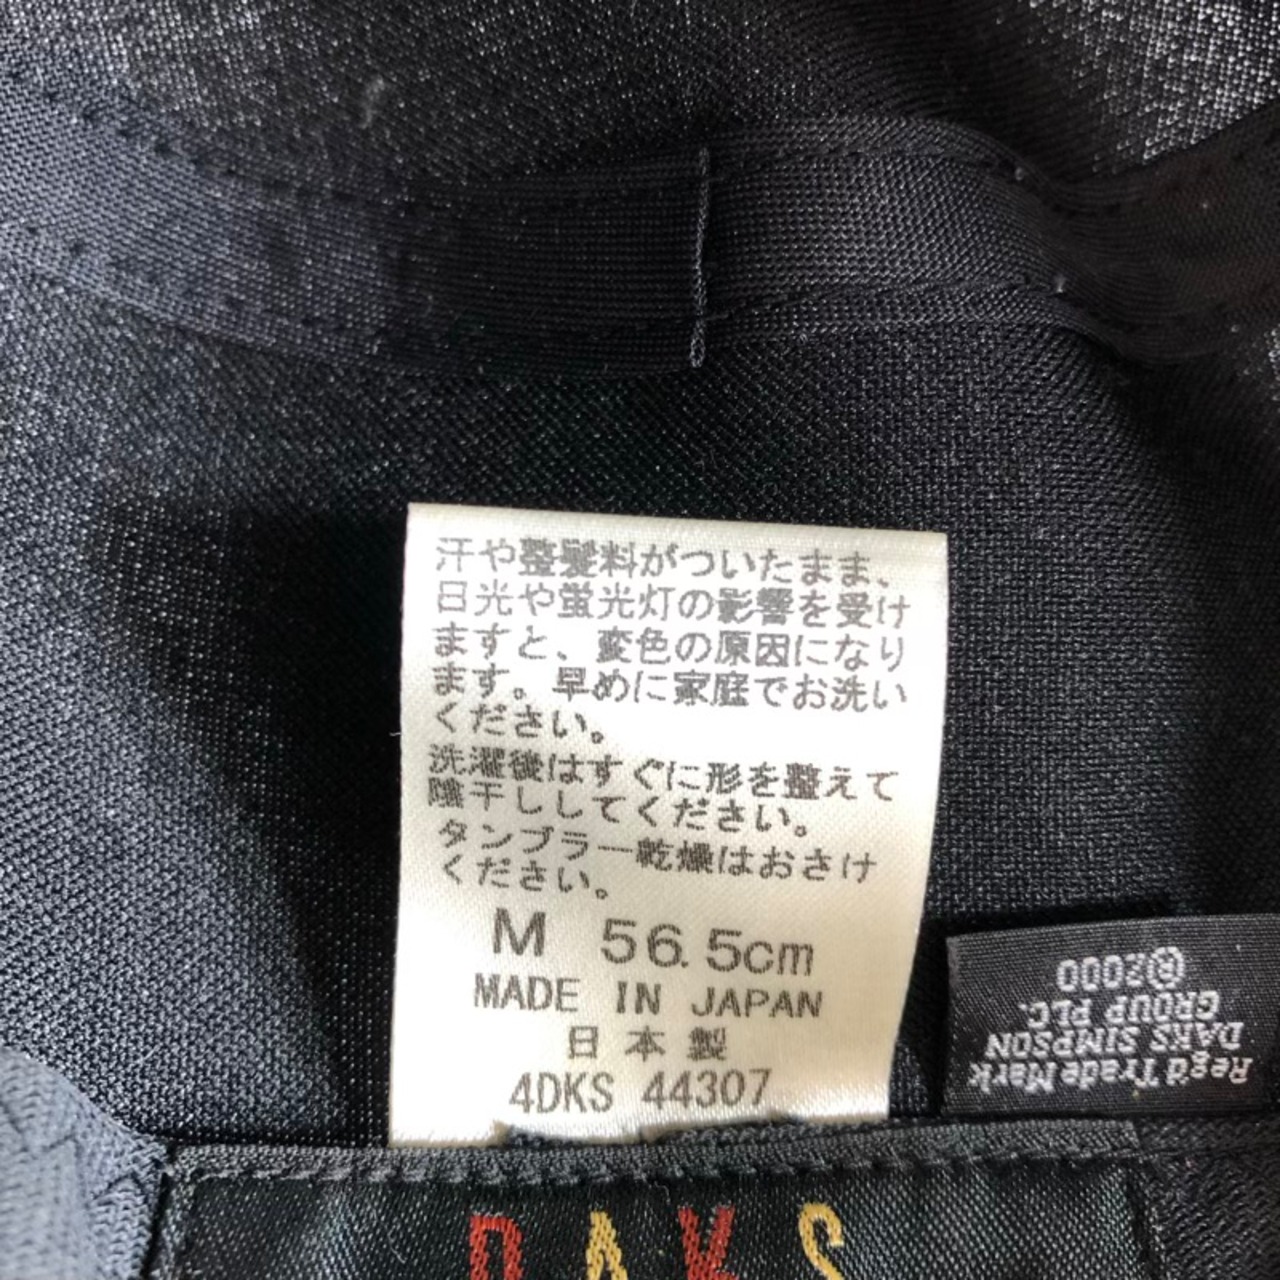 汗や整髪料がついたまま、
日光や蛍光灯の影響を受け
ますと、変色の原因になり
ます。早めに家庭でお洗い
ください。
洗濯後はすぐに形を整えて
陰干ししてください。
タンブラー乾燥はおさけ
ください。
M 56.5cm
MADE IN JAPAN
日本製
4DKS 44307
Reg'd Trade Mark
DAKS SIMPSON
GROUP PLC.
©2000
DAKS